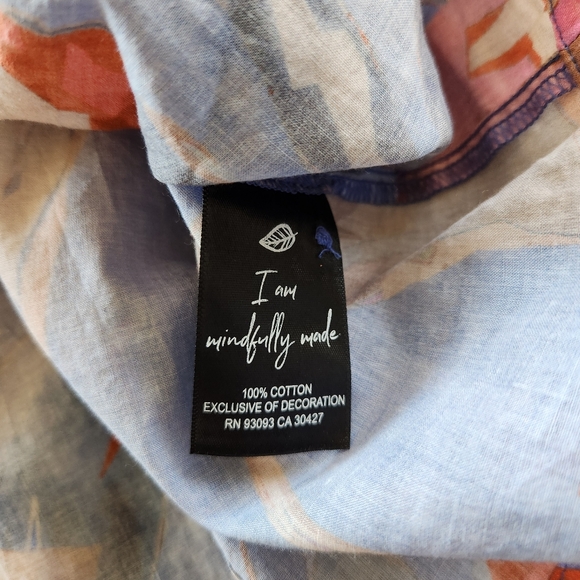 I am
mindfully made
100% COTTON
EXCLUSIVE OF DECORATION
RN 93093 CA 30427